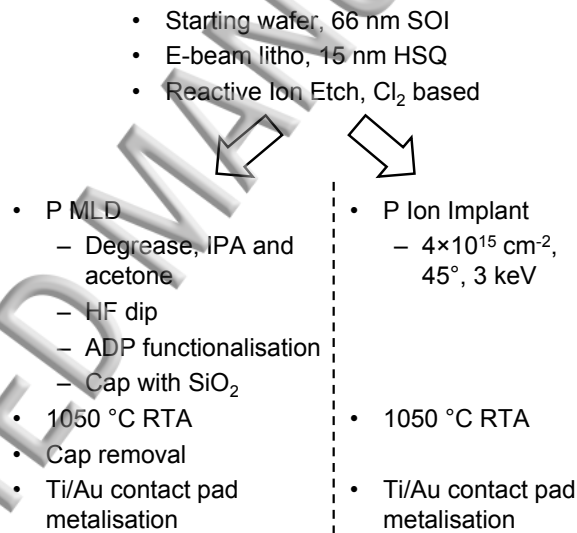 • Starting wafer, 66 nm SOI
• E-beam litho, 15 nm HSQ
• Reactive Ion Etch, Cl₂ based
• P MLD
– Degrease, IPA and
acetone
– HF dip
– ADP functionalisation
– Cap with SiO₂
• 1050 °C RTA
• Cap removal
• Ti/Au contact pad
metalisation
• P Ion Implant
– 4×10¹⁵ cm⁻²,
45°, 3 keV
• 1050 °C RTA
• Ti/Au contact pad
metalisation